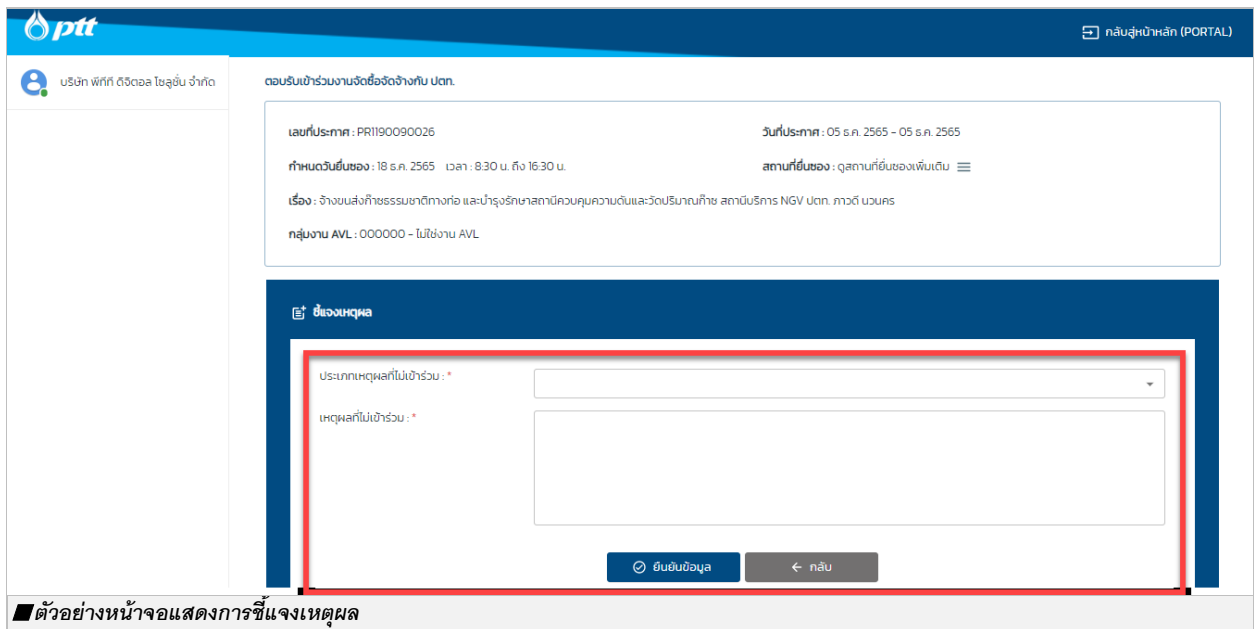 ptt
กลับสู่หน้าหลัก (PORTAL)
บริษัท พีทีที ดิจิตอล โซลูชั่น จำกัด
ตอบรับเข้าร่วมงานจัดซื้อจัดจ้างกับ ปตท.
เลขที่ประกาศ : PR1190090026
วันที่ประกาศ : 05 ธ.ค. 2565 - 05 ธ.ค. 2565
กำหนดวันยื่นซอง : 18 ธ.ค. 2565 เวลา : 8:30 น. ถึง 16:30 น.
สถานที่ยื่นซอง : ดูสถานที่ยื่นซองเพิ่มเติม
เรื่อง : จ้างขนส่งก๊าซธรรมชาติทางท่อ และบำรุงรักษาสถานีควบคุมความดันและวัดปริมาณก๊าซ สถานีบริการ NGV ปตท. ภาวดี นวนคร
กลุ่มงาน AVL : 000000 - ไม่ใช่งาน AVL
ชี้แจงเหตุผล
ประเภทเหตุผลที่ไม่เข้าร่วม : *
เหตุผลที่ไม่เข้าร่วม : *
ยืนยันข้อมูล
กลับ
ตัวอย่างหน้าจอแสดงการชี้แจงเหตุผล